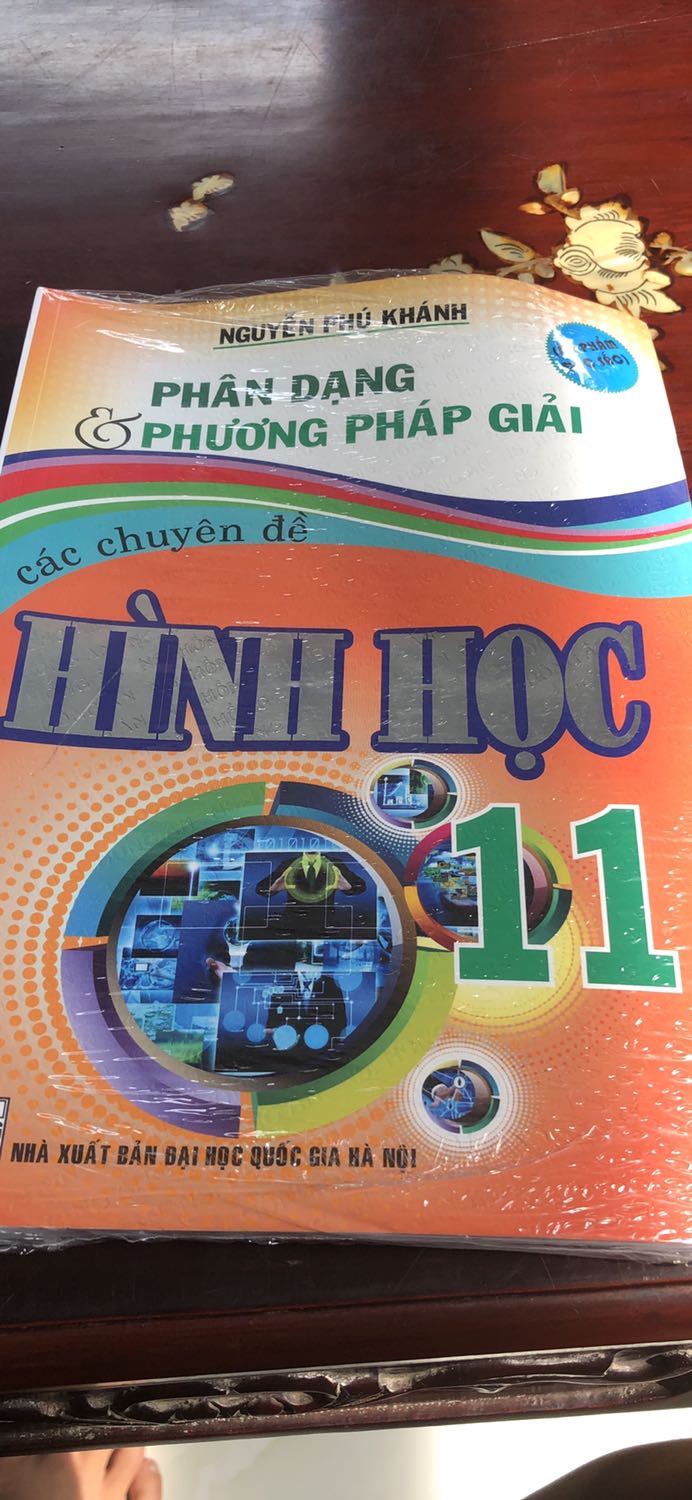 NGUYỄN PHÚ KHÁNH
PHÂN DẠNG
& PHƯƠNG PHÁP GIẢI
các chuyên đề
HÌNH HỌC
11
NHÀ XUẤT BẢN ĐẠI HỌC QUỐC GIA HÀ NỘI